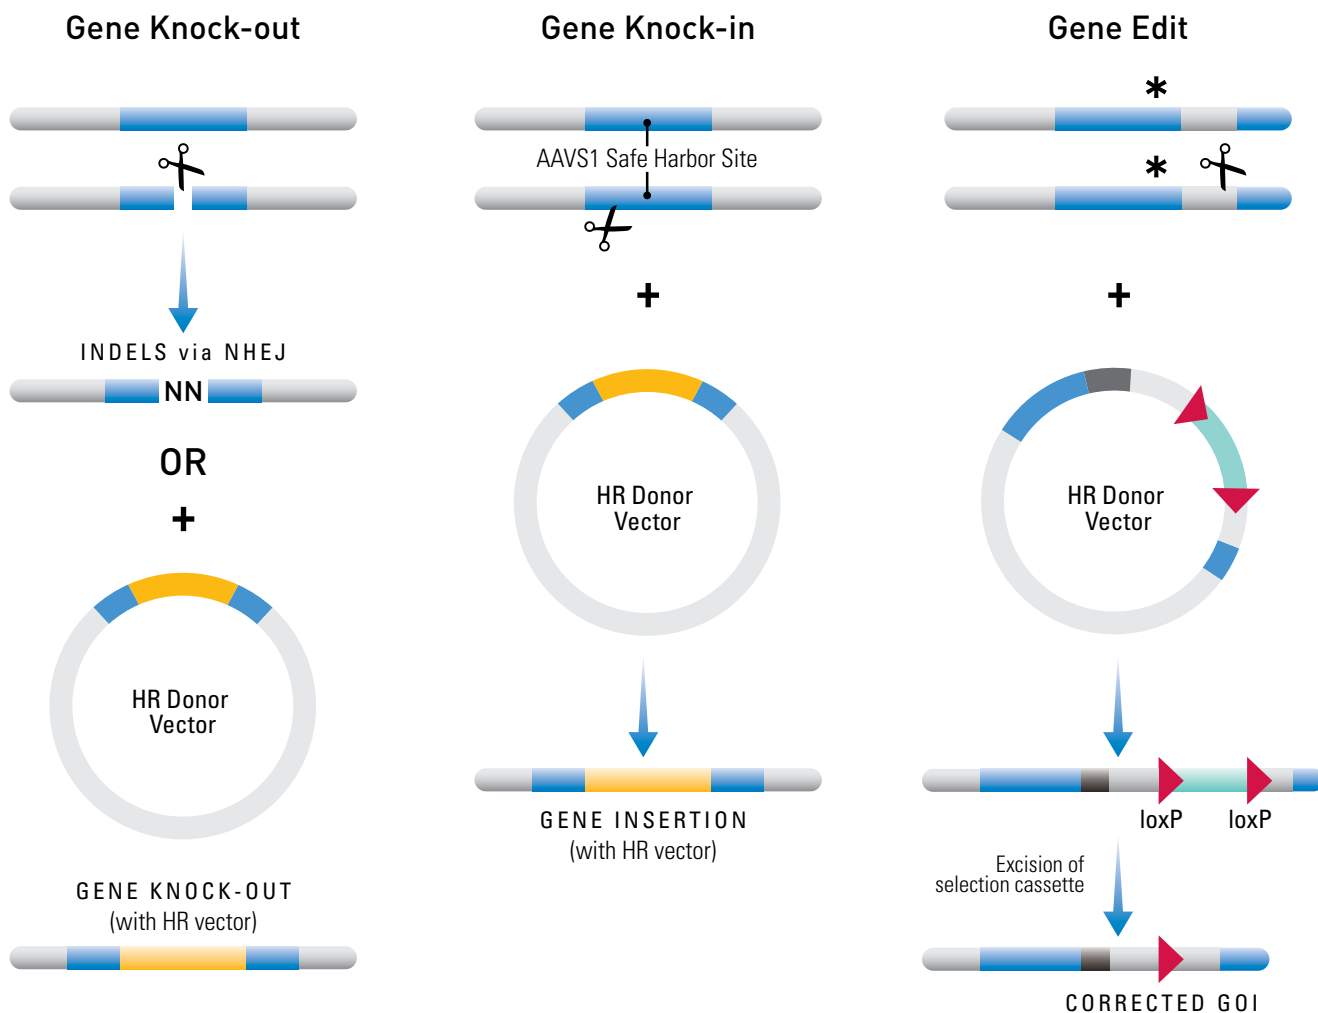 Gene Knock-out
INDELS via NHEJ
NN
OR
+
HR Donor
Vector
GENE KNOCK-OUT
(with HR vector)
Gene Knock-in
AAVS1 Safe Harbor Site
+
HR Donor
Vector
GENE INSERTION
(with HR vector)
Gene Edit
*
*
+
HR Donor
Vector
loxP loxP
Excision of
selection cassette
CORRECTED GOI